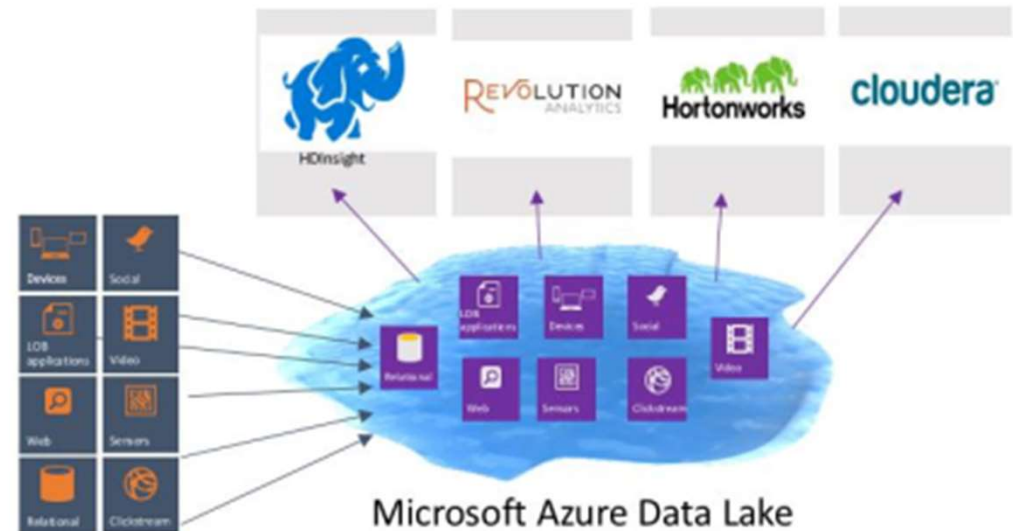 HDInsight
REVOLUTION
ANALYTICS
Hortonworks
cloudera
Devices
Social
LOB
applications
Video
Web
Sensors
Relational
Clickstream
Relational
LOB
applications
Devices
Social
Video
Web
Sensors
Clickstream
Microsoft Azure Data Lake